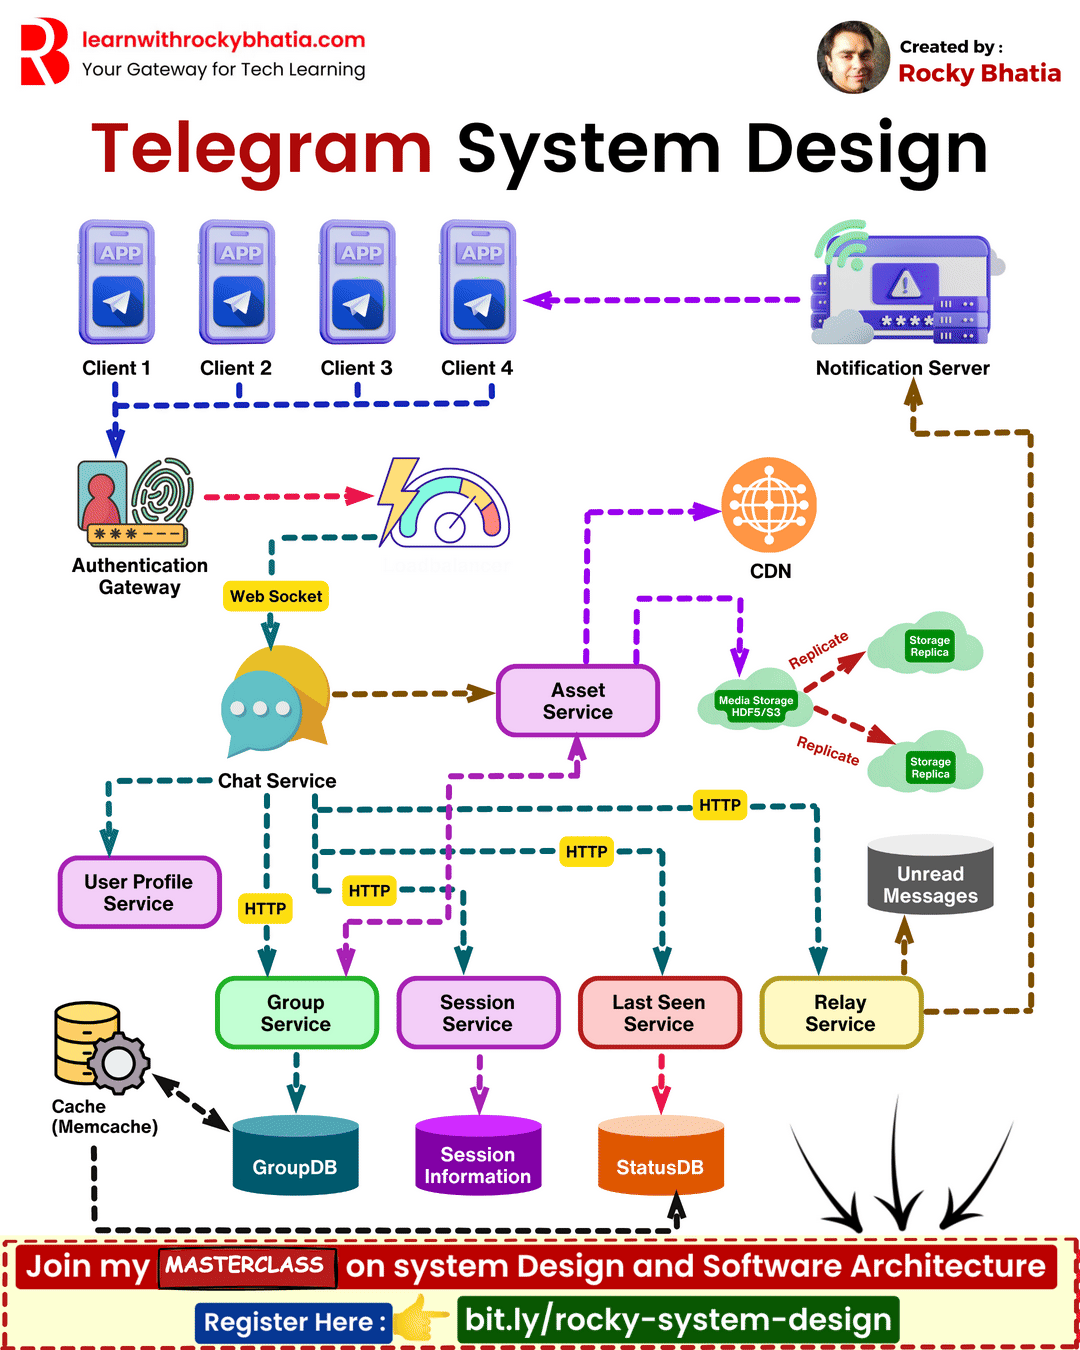 learnwithrockybhatia.com
Your Gateway for Tech Learning
Created by :
Rocky Bhatia
Telegram System Design
APP
APP
APP
APP
Client 1
Client 2
Client 3
Client 4
Notification Server
Authentication
Gateway
Web Socket
CDN
Asset
Service
Replicate
Storage
Replica
Media Storage
HDF5/S3
Replicate
Storage
Replica
Chat Service
HTTP
HTTP
HTTP
HTTP
User Profile
Service
Unread
Messages
Group
Service
Session
Service
Last Seen
Service
Relay
Service
Cache
(Memcache)
GroupDB
Session
Information
StatusDB
Join my MASTERCLASS on system Design and Software Architecture
Register Here : bit.ly/rocky-system-design